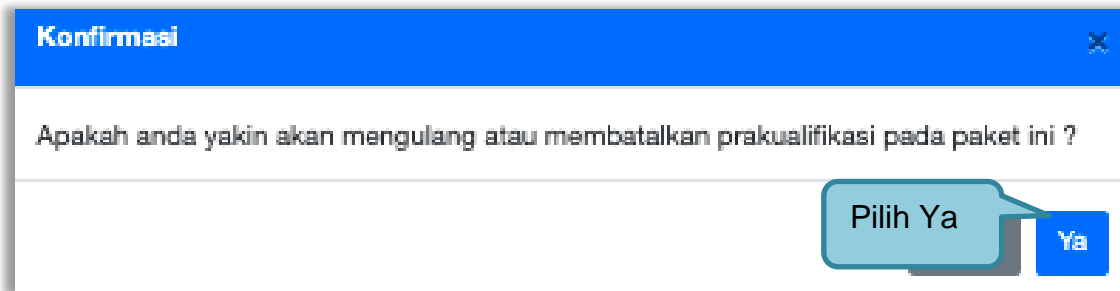 Konfirmasi ×
Apakah anda yakin akan mengulang atau membatalkan prakualifikasi pada paket ini ?
Pilih Ya
Ya